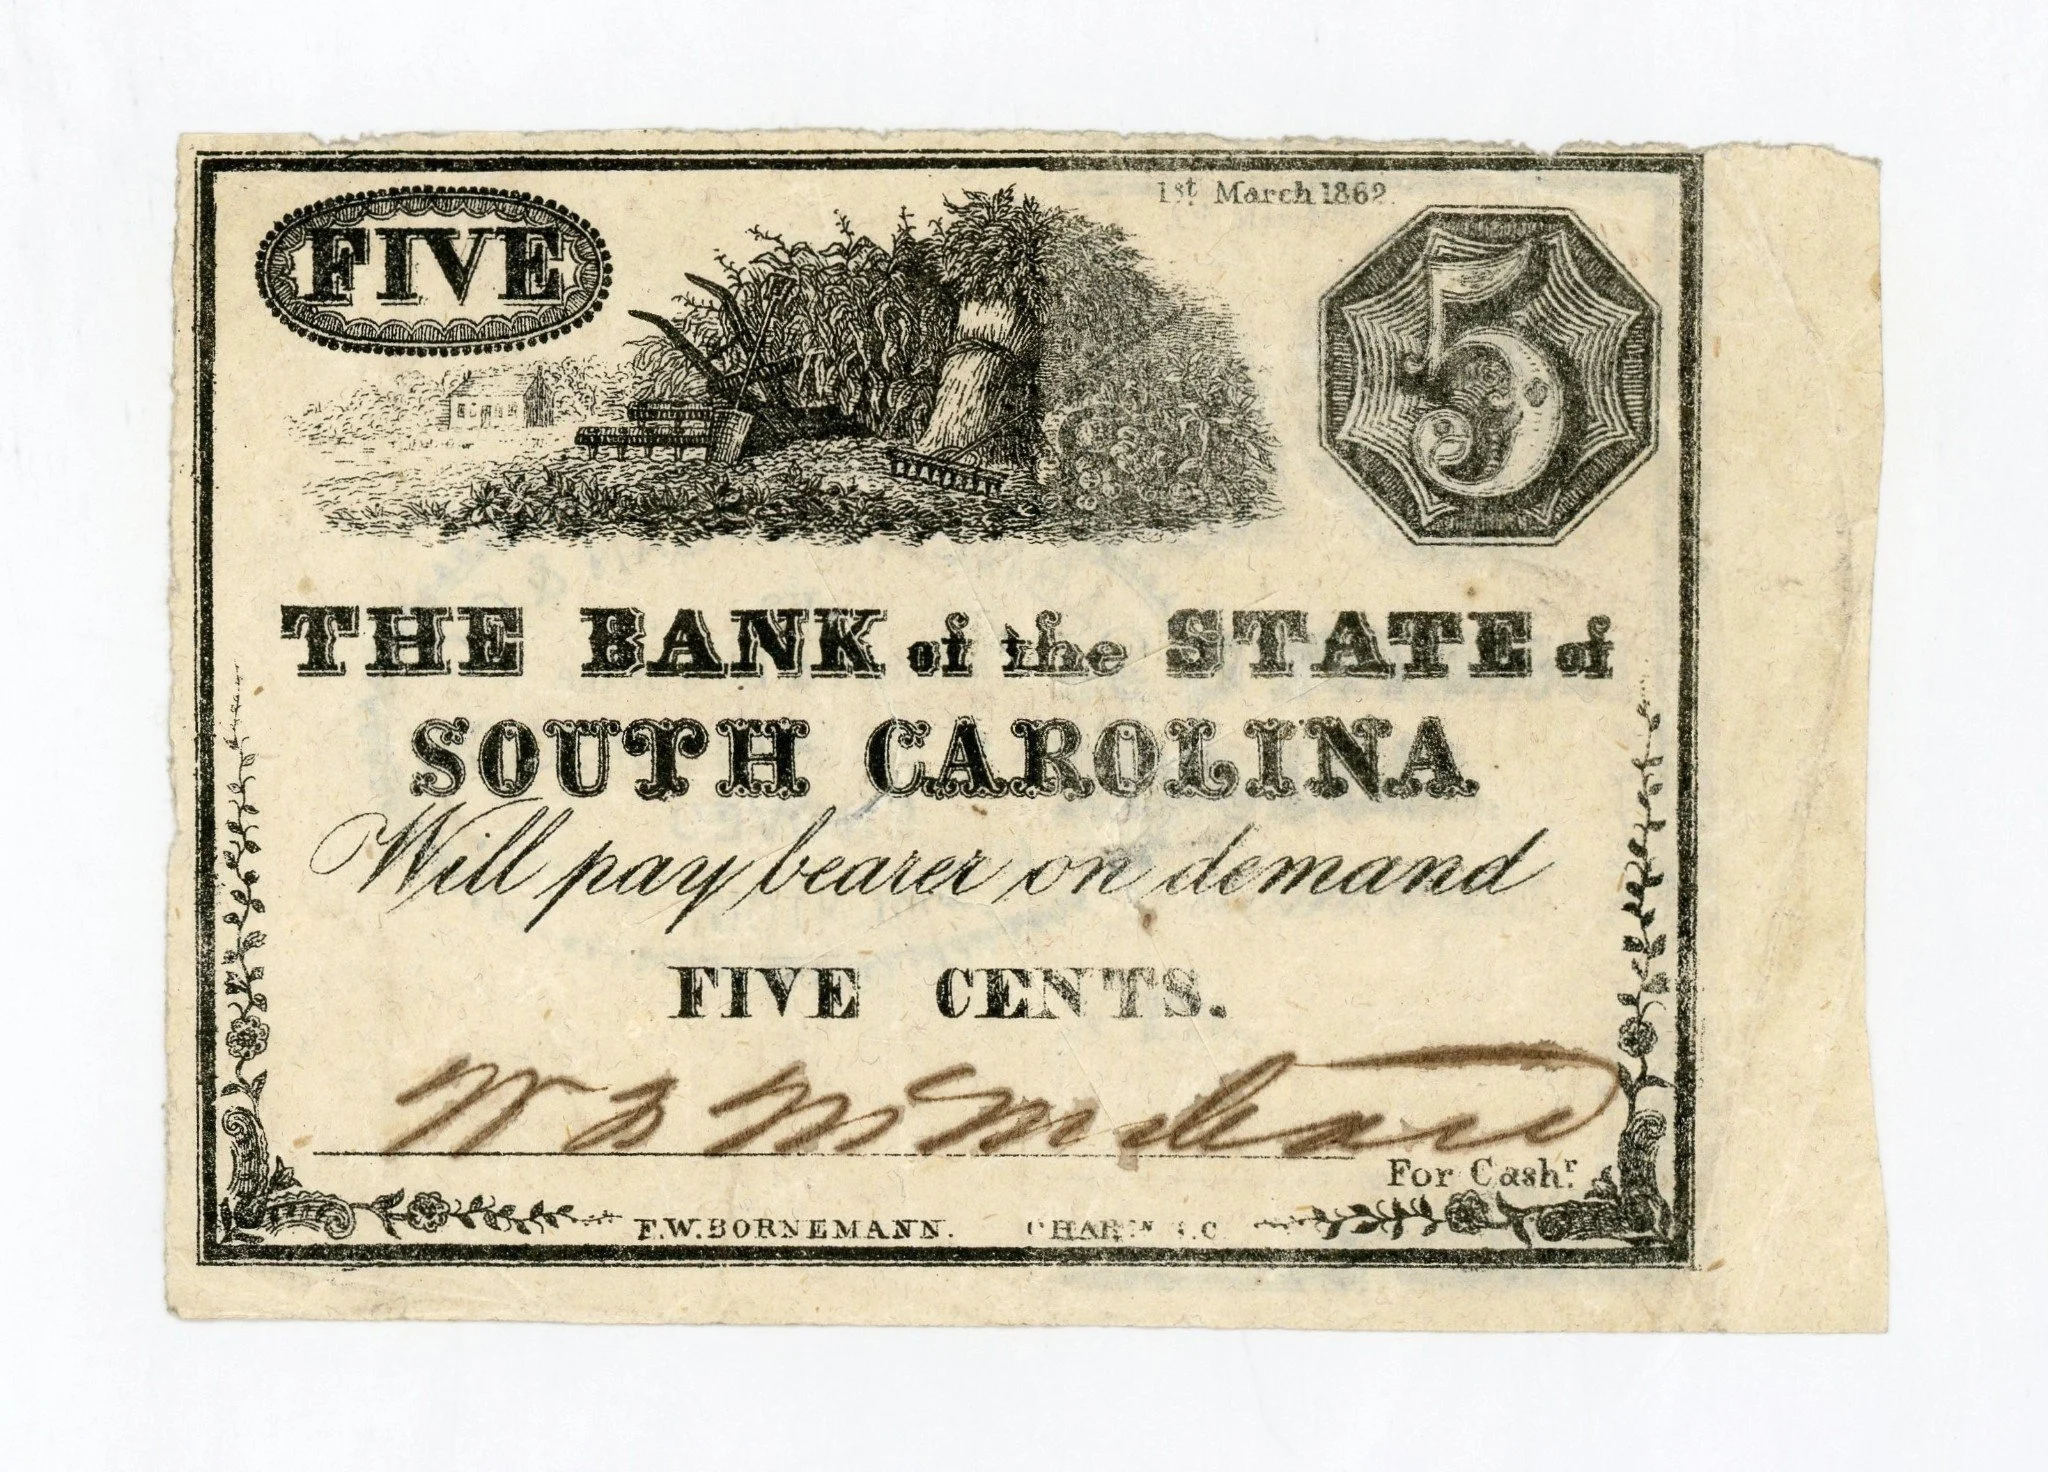 FIVE
1st March 1862.
5
THE BANK of the STATE of
SOUTH CAROLINA
Will pay bearer on demand
FIVE CENTS.
For Cashr.
F.W. BORNEMANN.